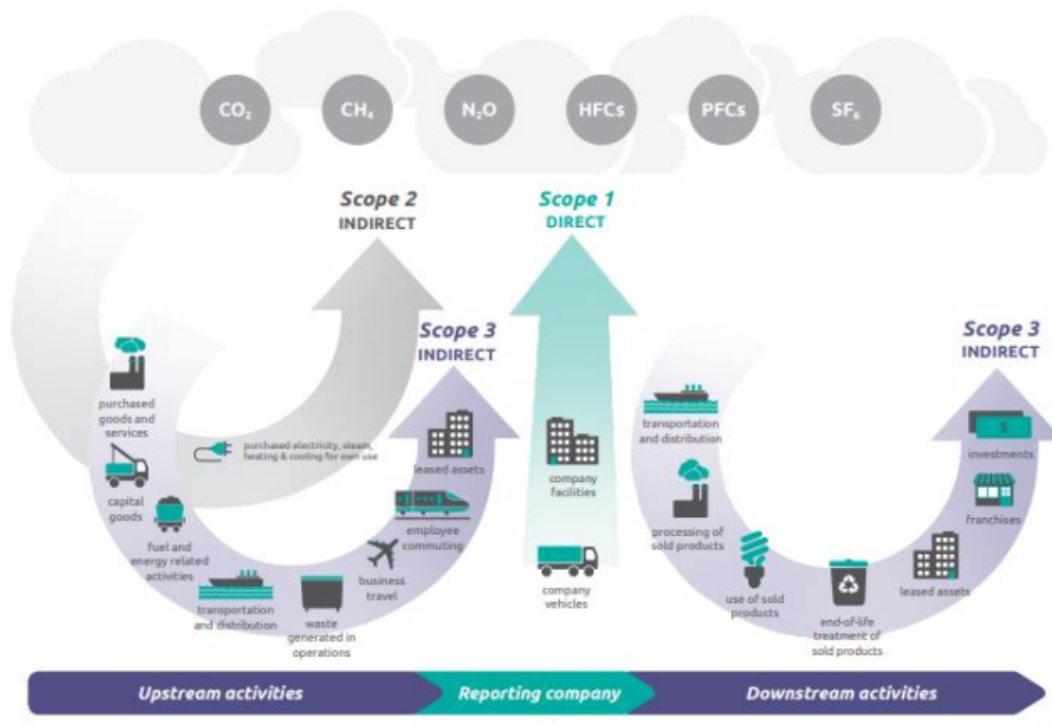 CO₂
CH₄
N₂O
HFCs
PFCs
SF₆
Scope 2
INDIRECT
Scope 1
DIRECT
Scope 3
INDIRECT
Scope 3
INDIRECT
purchased
goods and
services
capital
goods
fuel and
energy related
activities
purchased electricity, steam,
heating & cooling for own use
transportation
and distribution
waste
generated in
operations
business
travel
employee
commuting
leased assets
company
facilities
company
vehicles
transportation
and distribution
processing of
sold products
use of sold
products
end-of-life
treatment of
sold products
leased assets
franchises
$
investments
Upstream activities
Reporting company
Downstream activities